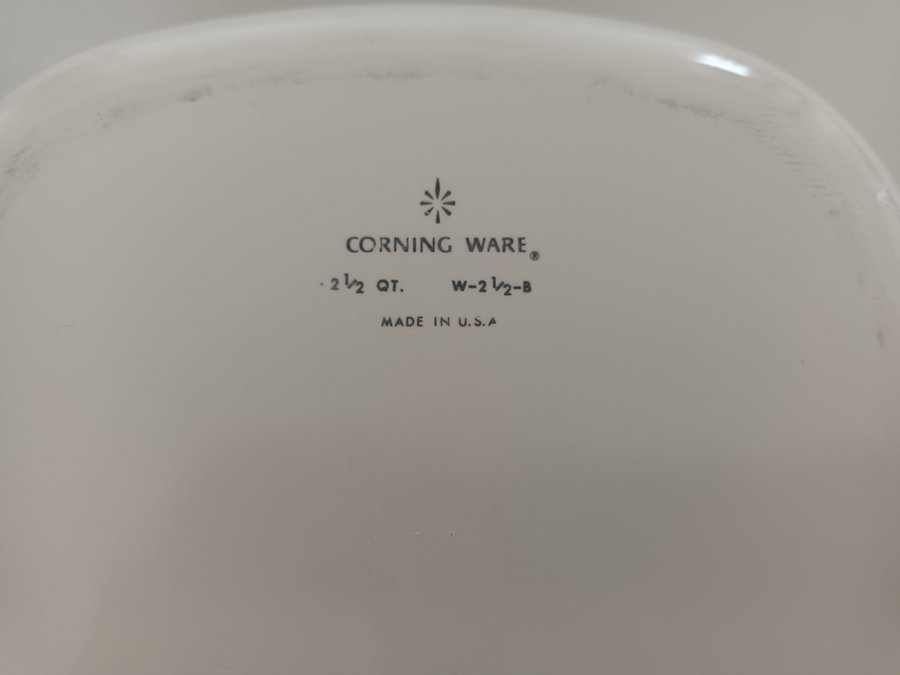 CORNING WARE®
2½ QT. W-2½-B
MADE IN U.S.A